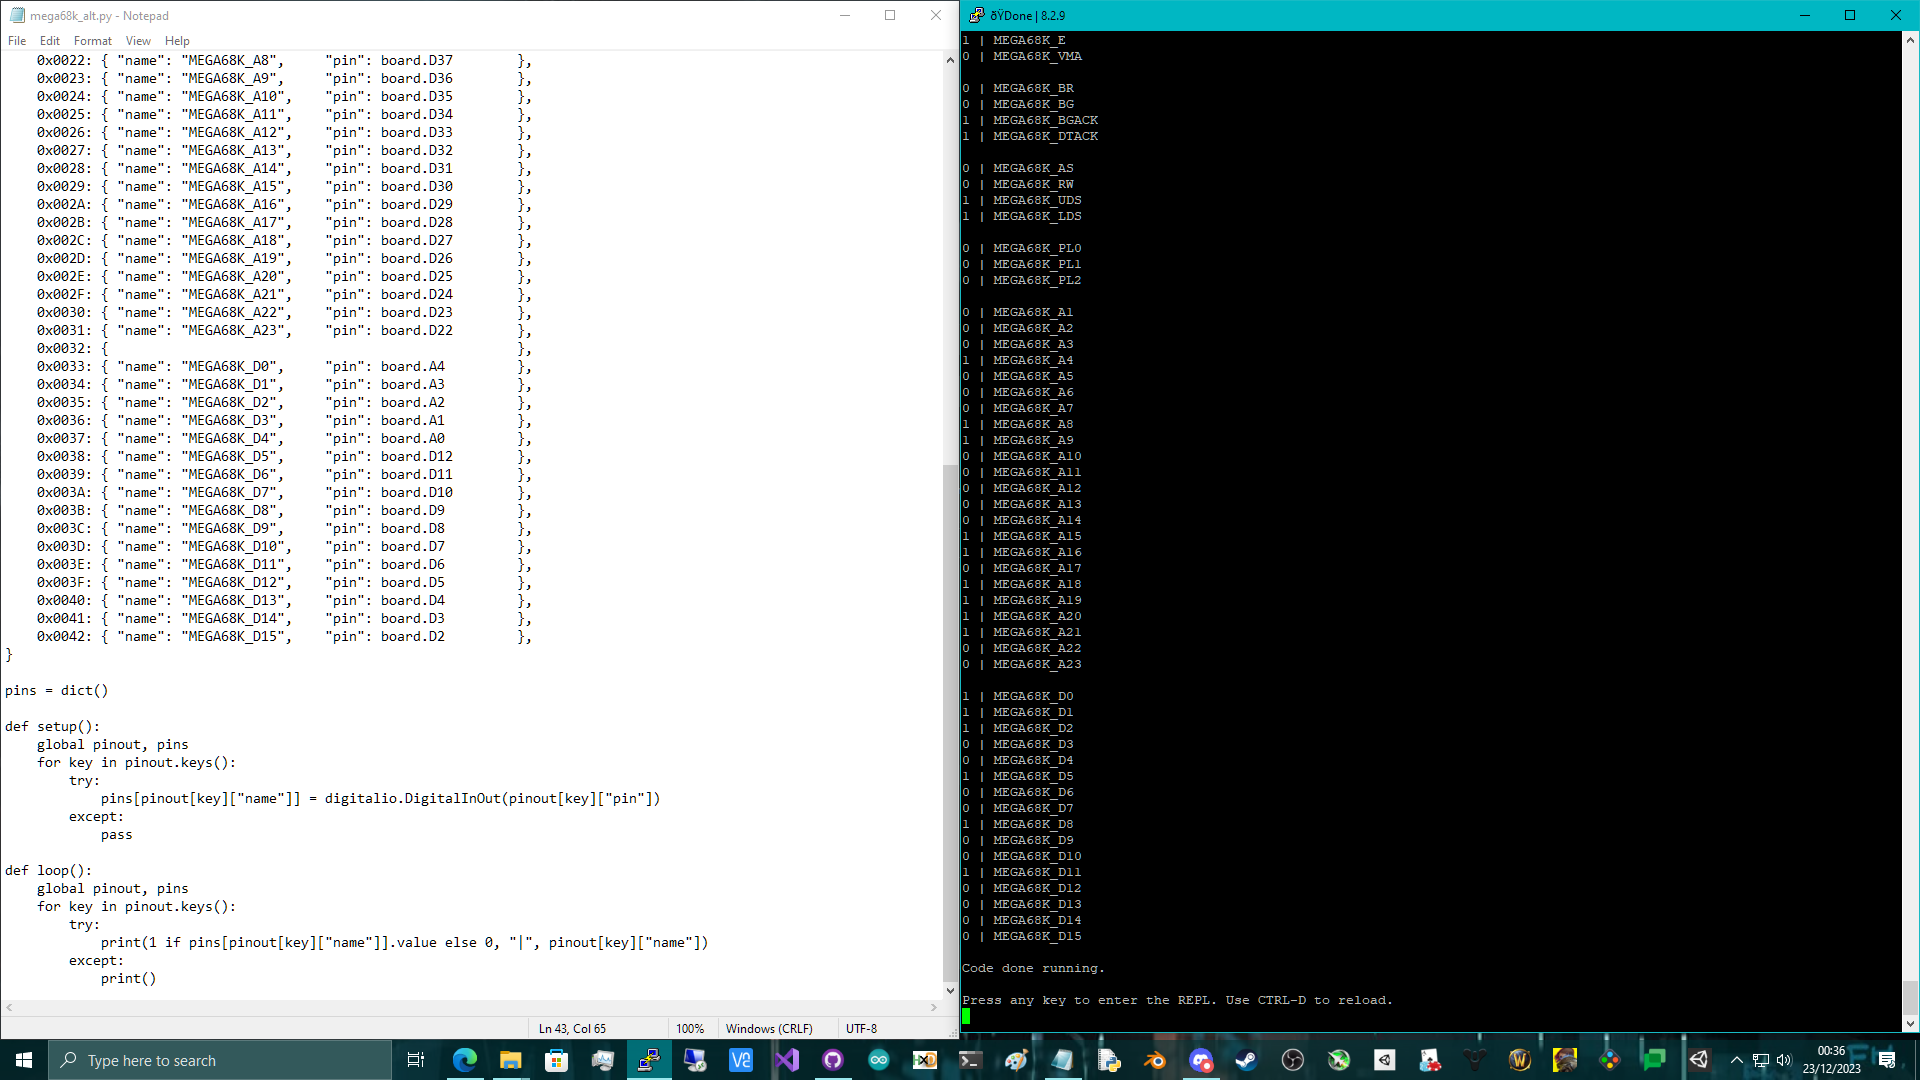 mega68k_alt.py - Notepad
File Edit Format View Help
0x0022: { "name": "MEGA68K_A8", "pin": board.D37 },
0x0023: { "name": "MEGA68K_A9", "pin": board.D36 },
0x0024: { "name": "MEGA68K_A10", "pin": board.D35 },
0x0025: { "name": "MEGA68K_A11", "pin": board.D34 },
0x0026: { "name": "MEGA68K_A12", "pin": board.D33 },
0x0027: { "name": "MEGA68K_A13", "pin": board.D32 },
0x0028: { "name": "MEGA68K_A14", "pin": board.D31 },
0x0029: { "name": "MEGA68K_A15", "pin": board.D30 },
0x002A: { "name": "MEGA68K_A16", "pin": board.D29 },
0x002B: { "name": "MEGA68K_A17", "pin": board.D28 },
0x002C: { "name": "MEGA68K_A18", "pin": board.D27 },
0x002D: { "name": "MEGA68K_A19", "pin": board.D26 },
0x002E: { "name": "MEGA68K_A20", "pin": board.D25 },
0x002F: { "name": "MEGA68K_A21", "pin": board.D24 },
0x0030: { "name": "MEGA68K_A22", "pin": board.D23 },
0x0031: { "name": "MEGA68K_A23", "pin": board.D22 },
0x0032: { },
0x0033: { "name": "MEGA68K_D0", "pin": board.A4 },
0x0034: { "name": "MEGA68K_D1", "pin": board.A3 },
0x0035: { "name": "MEGA68K_D2", "pin": board.A2 },
0x0036: { "name": "MEGA68K_D3", "pin": board.A1 },
0x0037: { "name": "MEGA68K_D4", "pin": board.A0 },
0x0038: { "name": "MEGA68K_D5", "pin": board.D12 },
0x0039: { "name": "MEGA68K_D6", "pin": board.D11 },
0x003A: { "name": "MEGA68K_D7", "pin": board.D10 },
0x003B: { "name": "MEGA68K_D8", "pin": board.D9 },
0x003C: { "name": "MEGA68K_D9", "pin": board.D8 },
0x003D: { "name": "MEGA68K_D10", "pin": board.D7 },
0x003E: { "name": "MEGA68K_D11", "pin": board.D6 },
0x003F: { "name": "MEGA68K_D12", "pin": board.D5 },
0x0040: { "name": "MEGA68K_D13", "pin": board.D4 },
0x0041: { "name": "MEGA68K_D14", "pin": board.D3 },
0x0042: { "name": "MEGA68K_D15", "pin": board.D2 },
}
pins = dict()
def setup():
global pinout, pins
for key in pinout.keys():
try:
pins[pinout[key]["name"]] = digitalio.DigitalInOut(pinout[key]["pin"])
except:
pass
def loop():
global pinout, pins
for key in pinout.keys():
try:
print(1 if pins[pinout[key]["name"]].value else 0, "|", pinout[key]["name"])
except:
print()
Ln 43, Col 65 100% Windows (CRLF) UTF-8
ðŸDone | 8.2.9
1 | MEGA68K_E
0 | MEGA68K_VMA
0 | MEGA68K_BR
0 | MEGA68K_BG
1 | MEGA68K_BGACK
1 | MEGA68K_DTACK
0 | MEGA68K_AS
0 | MEGA68K_RW
1 | MEGA68K_UDS
1 | MEGA68K_LDS
0 | MEGA68K_PL0
0 | MEGA68K_PL1
0 | MEGA68K_PL2
0 | MEGA68K_A1
0 | MEGA68K_A2
0 | MEGA68K_A3
1 | MEGA68K_A4
0 | MEGA68K_A5
0 | MEGA68K_A6
0 | MEGA68K_A7
1 | MEGA68K_A8
1 | MEGA68K_A9
0 | MEGA68K_A10
0 | MEGA68K_A11
0 | MEGA68K_A12
0 | MEGA68K_A13
0 | MEGA68K_A14
1 | MEGA68K_A15
1 | MEGA68K_A16
0 | MEGA68K_A17
1 | MEGA68K_A18
1 | MEGA68K_A19
1 | MEGA68K_A20
1 | MEGA68K_A21
0 | MEGA68K_A22
0 | MEGA68K_A23
1 | MEGA68K_D0
1 | MEGA68K_D1
1 | MEGA68K_D2
0 | MEGA68K_D3
0 | MEGA68K_D4
1 | MEGA68K_D5
0 | MEGA68K_D6
0 | MEGA68K_D7
1 | MEGA68K_D8
0 | MEGA68K_D9
0 | MEGA68K_D10
1 | MEGA68K_D11
0 | MEGA68K_D12
0 | MEGA68K_D13
0 | MEGA68K_D14
0 | MEGA68K_D15
Code done running.
Press any key to enter the REPL. Use CTRL-D to reload.
Type here to search
00:36
23/12/2023